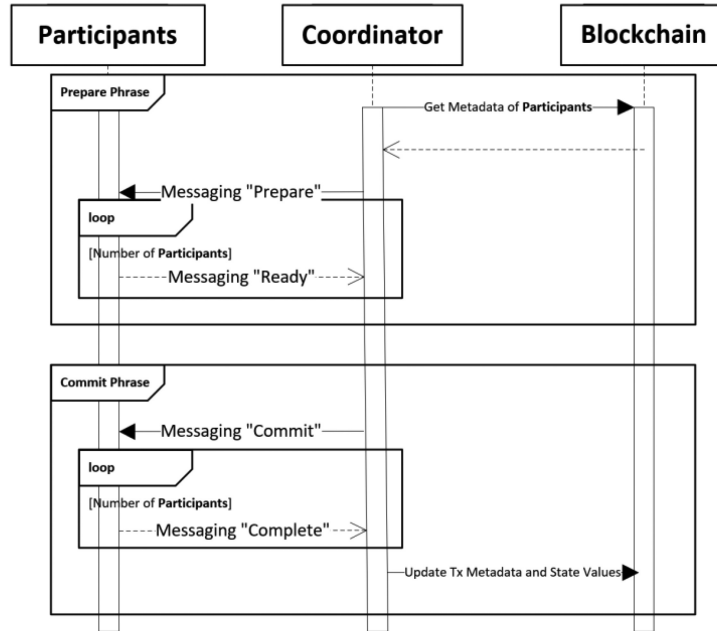 Participants
Coordinator
Blockchain
Prepare Phrase
Get Metadata of Participants
Messaging "Prepare"
loop
[Number of Participants]
Messaging "Ready"
Commit Phrase
Messaging "Commit"
loop
[Number of Participants]
Messaging "Complete"
Update Tx Metadata and State Values